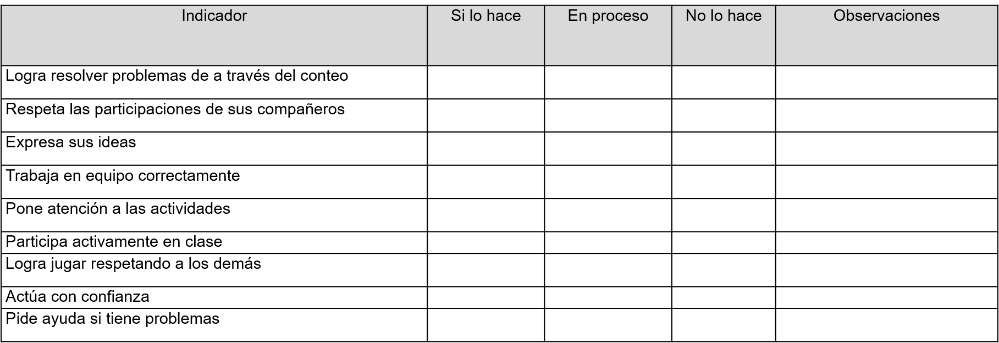 Indicador Si lo hace En proceso No lo hace Observaciones
Logra resolver problemas de a través del conteo
Respeta las participaciones de sus compañeros
Expresa sus ideas
Trabaja en equipo correctamente
Pone atención a las actividades
Participa activamente en clase
Logra jugar respetando a los demás
Actúa con confianza
Pide ayuda si tiene problemas